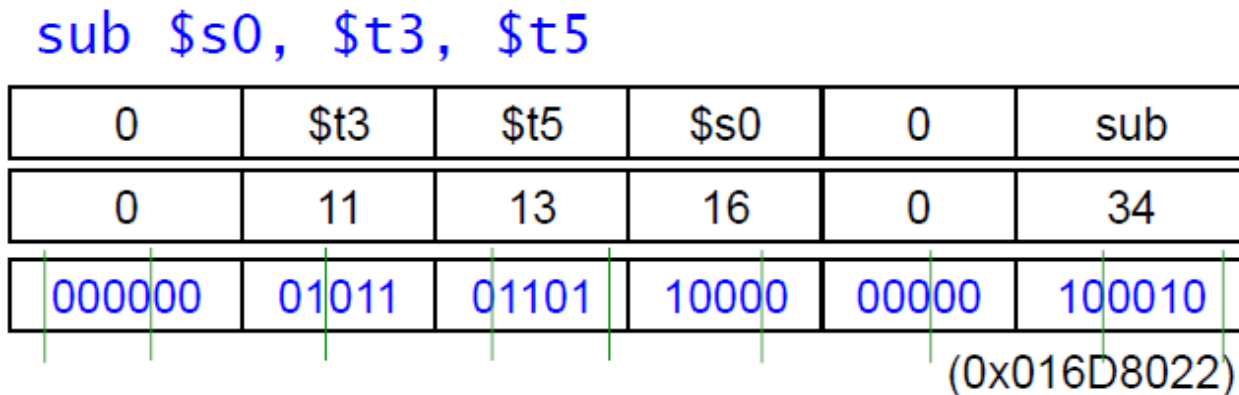 sub $s0, $t3, $t5
0 $t3 $t5 $s0 0 sub
0 11 13 16 0 34
000000 01011 01101 10000 00000 100010
(0x016D8022)